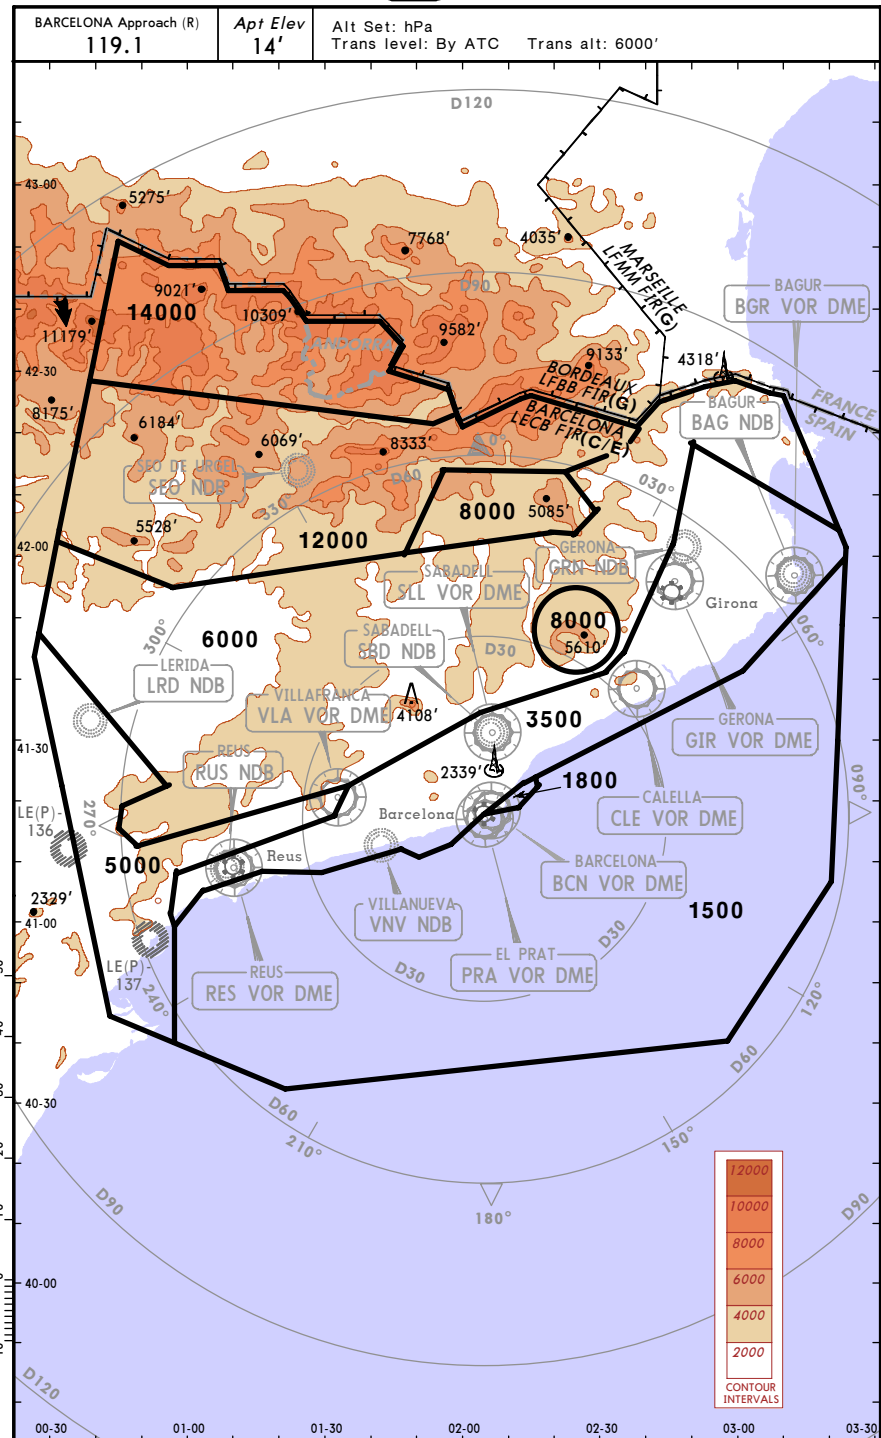 BARCELONA Approach (R)
119.1
Apt Elev
14'
Alt Set: hPa
Trans level: By ATC Trans alt: 6000'
D120
43-00
5275'
7768'
4035'
MARSEILLE
LFMM FIR(G)
D90
BAGUR
BGR VOR DME
9021'
14000
10309'
11179'
ANDORRA
9582'
9133'
4318'
42-30
BORDEAUX
LFBB FIR(G)
BARCELONA
LECB FIR(C/E)
FRANCE
SPAIN
BAGUR
BAG NDB
8175'
6184'
6069'
8333'
0°
SEO DE URGEL
SEO NDB
D60
330°
030°
8000
5085'
5528'
12000
42-00
GERONA
GRN NDB
SABADELL
SLL VOR DME
Girona
300°
6000
SABADELL
SBD NDB
D30
8000
5610'
060°
LERIDA
LRD NDB
VILLAFRANCA
VLA VOR DME
4108'
3500
GERONA
GIR VOR DME
41-30
REUS
RUS NDB
2339'
1800
090°
CALELLA
CLE VOR DME
LE(P)-
136
270°
Barcelona
5000
Reus
BARCELONA
BCN VOR DME
2329'
VILLANUEVA
VNV NDB
1500
41-00
D30
D30
EL PRAT
PRA VOR DME
LE(P)-
137
REUS
RES VOR DME
240°
120°
D60
40-30
D60
210°
150°
D90
180°
D90
12000
10000
8000
6000
4000
2000
CONTOUR
INTERVALS
40-00
D120
00-30 01-00 01-30 02-00 02-30 03-00 03-30